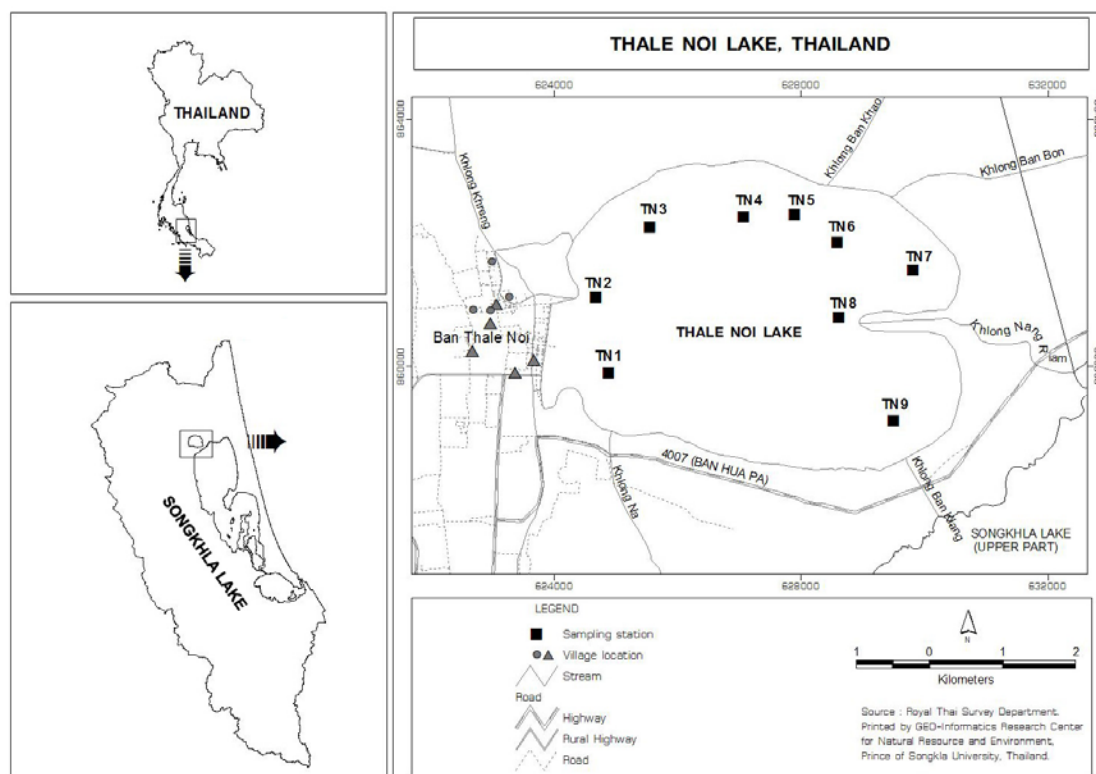 THALE NOI LAKE, THAILAND
THAILAND
SONGKHLA LAKE
624000
628000
632000
864000
860000
Khlong Khreng
Khlong Ban Khao
Khlong Ban Bon
TN3
TN4
TN5
TN6
TN7
TN2
TN8
THALE NOI LAKE
Ban Thale Noi
Khlong Nang R iam
TN1
TN9
4007 (BAN HUA PA)
Khlong Na
Khlong Ban Klang
SONGKHLA LAKE
(UPPER PART)
624000
628000
632000
LEGEND
Sampling station
Village location
Stream
Road
Highway
Rural Highway
Road
N
1 0 1 2
Kilometers
Source : Royal Thai Survey Department.
Printed by GEO-Informatics Research Center
for Natural Resource and Environment,
Prince of Songkla University, Thailand.